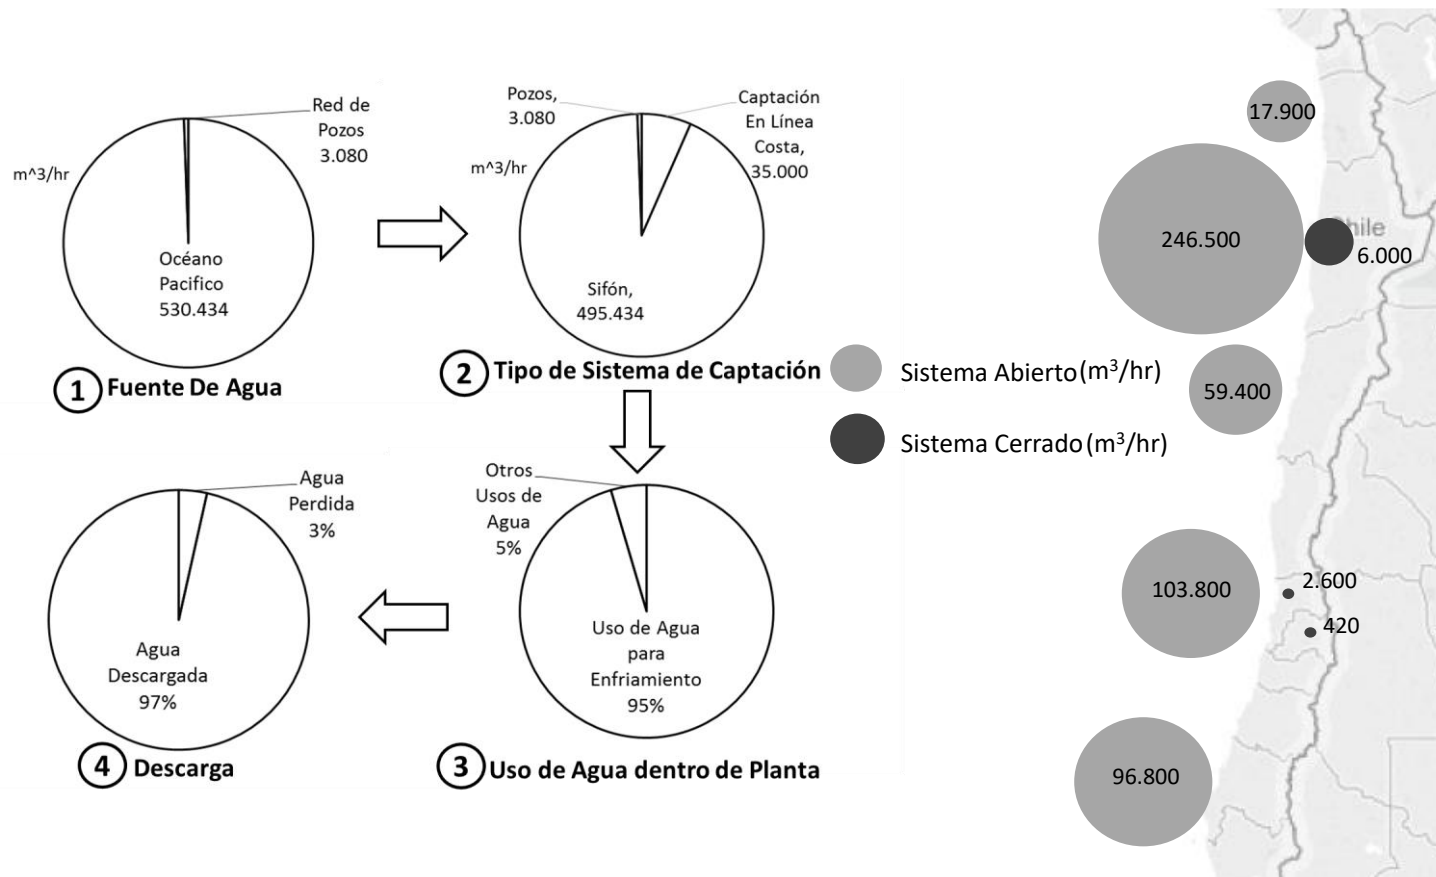 Red de
Pozos
3.080
m^3/hr
Océano
Pacifico
530.434
1 Fuente De Agua
Pozos,
3.080
Captación
En Línea
Costa,
35.000
m^3/hr
Sifón,
495.434
2 Tipo de Sistema de Captación
Otros
Usos de
Agua
5%
Uso de Agua
para
Enfriamiento
95%
3 Uso de Agua dentro de Planta
Agua
Perdida
3%
Agua
Descargada
97%
4 Descarga
Sistema Abierto(m³/hr)
Sistema Cerrado(m³/hr)
17.900
246.500
hile
6.000
59.400
103.800
2.600
420
96.800